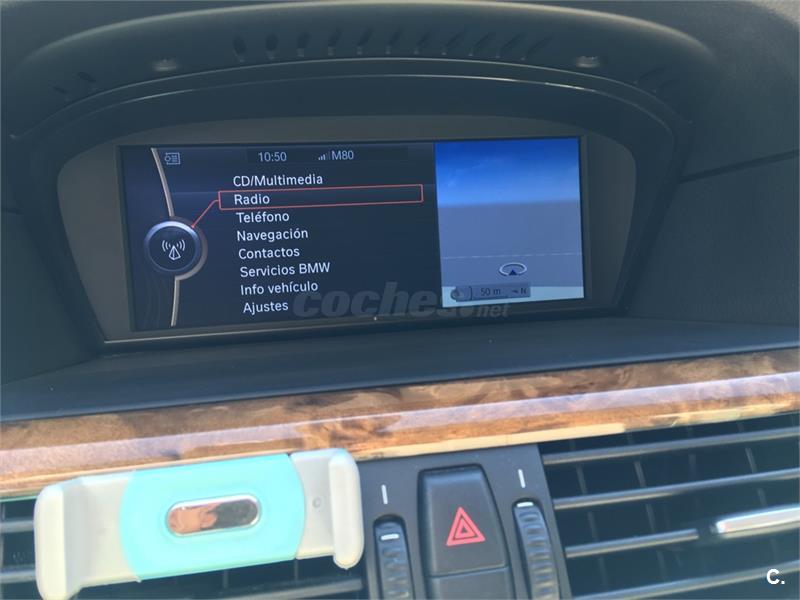 10:50 M80
CD/Multimedia
Radio
Teléfono
Navegación
Contactos
Servicios BMW
Info vehículo
Ajustes
50 m N
coches.net
C.